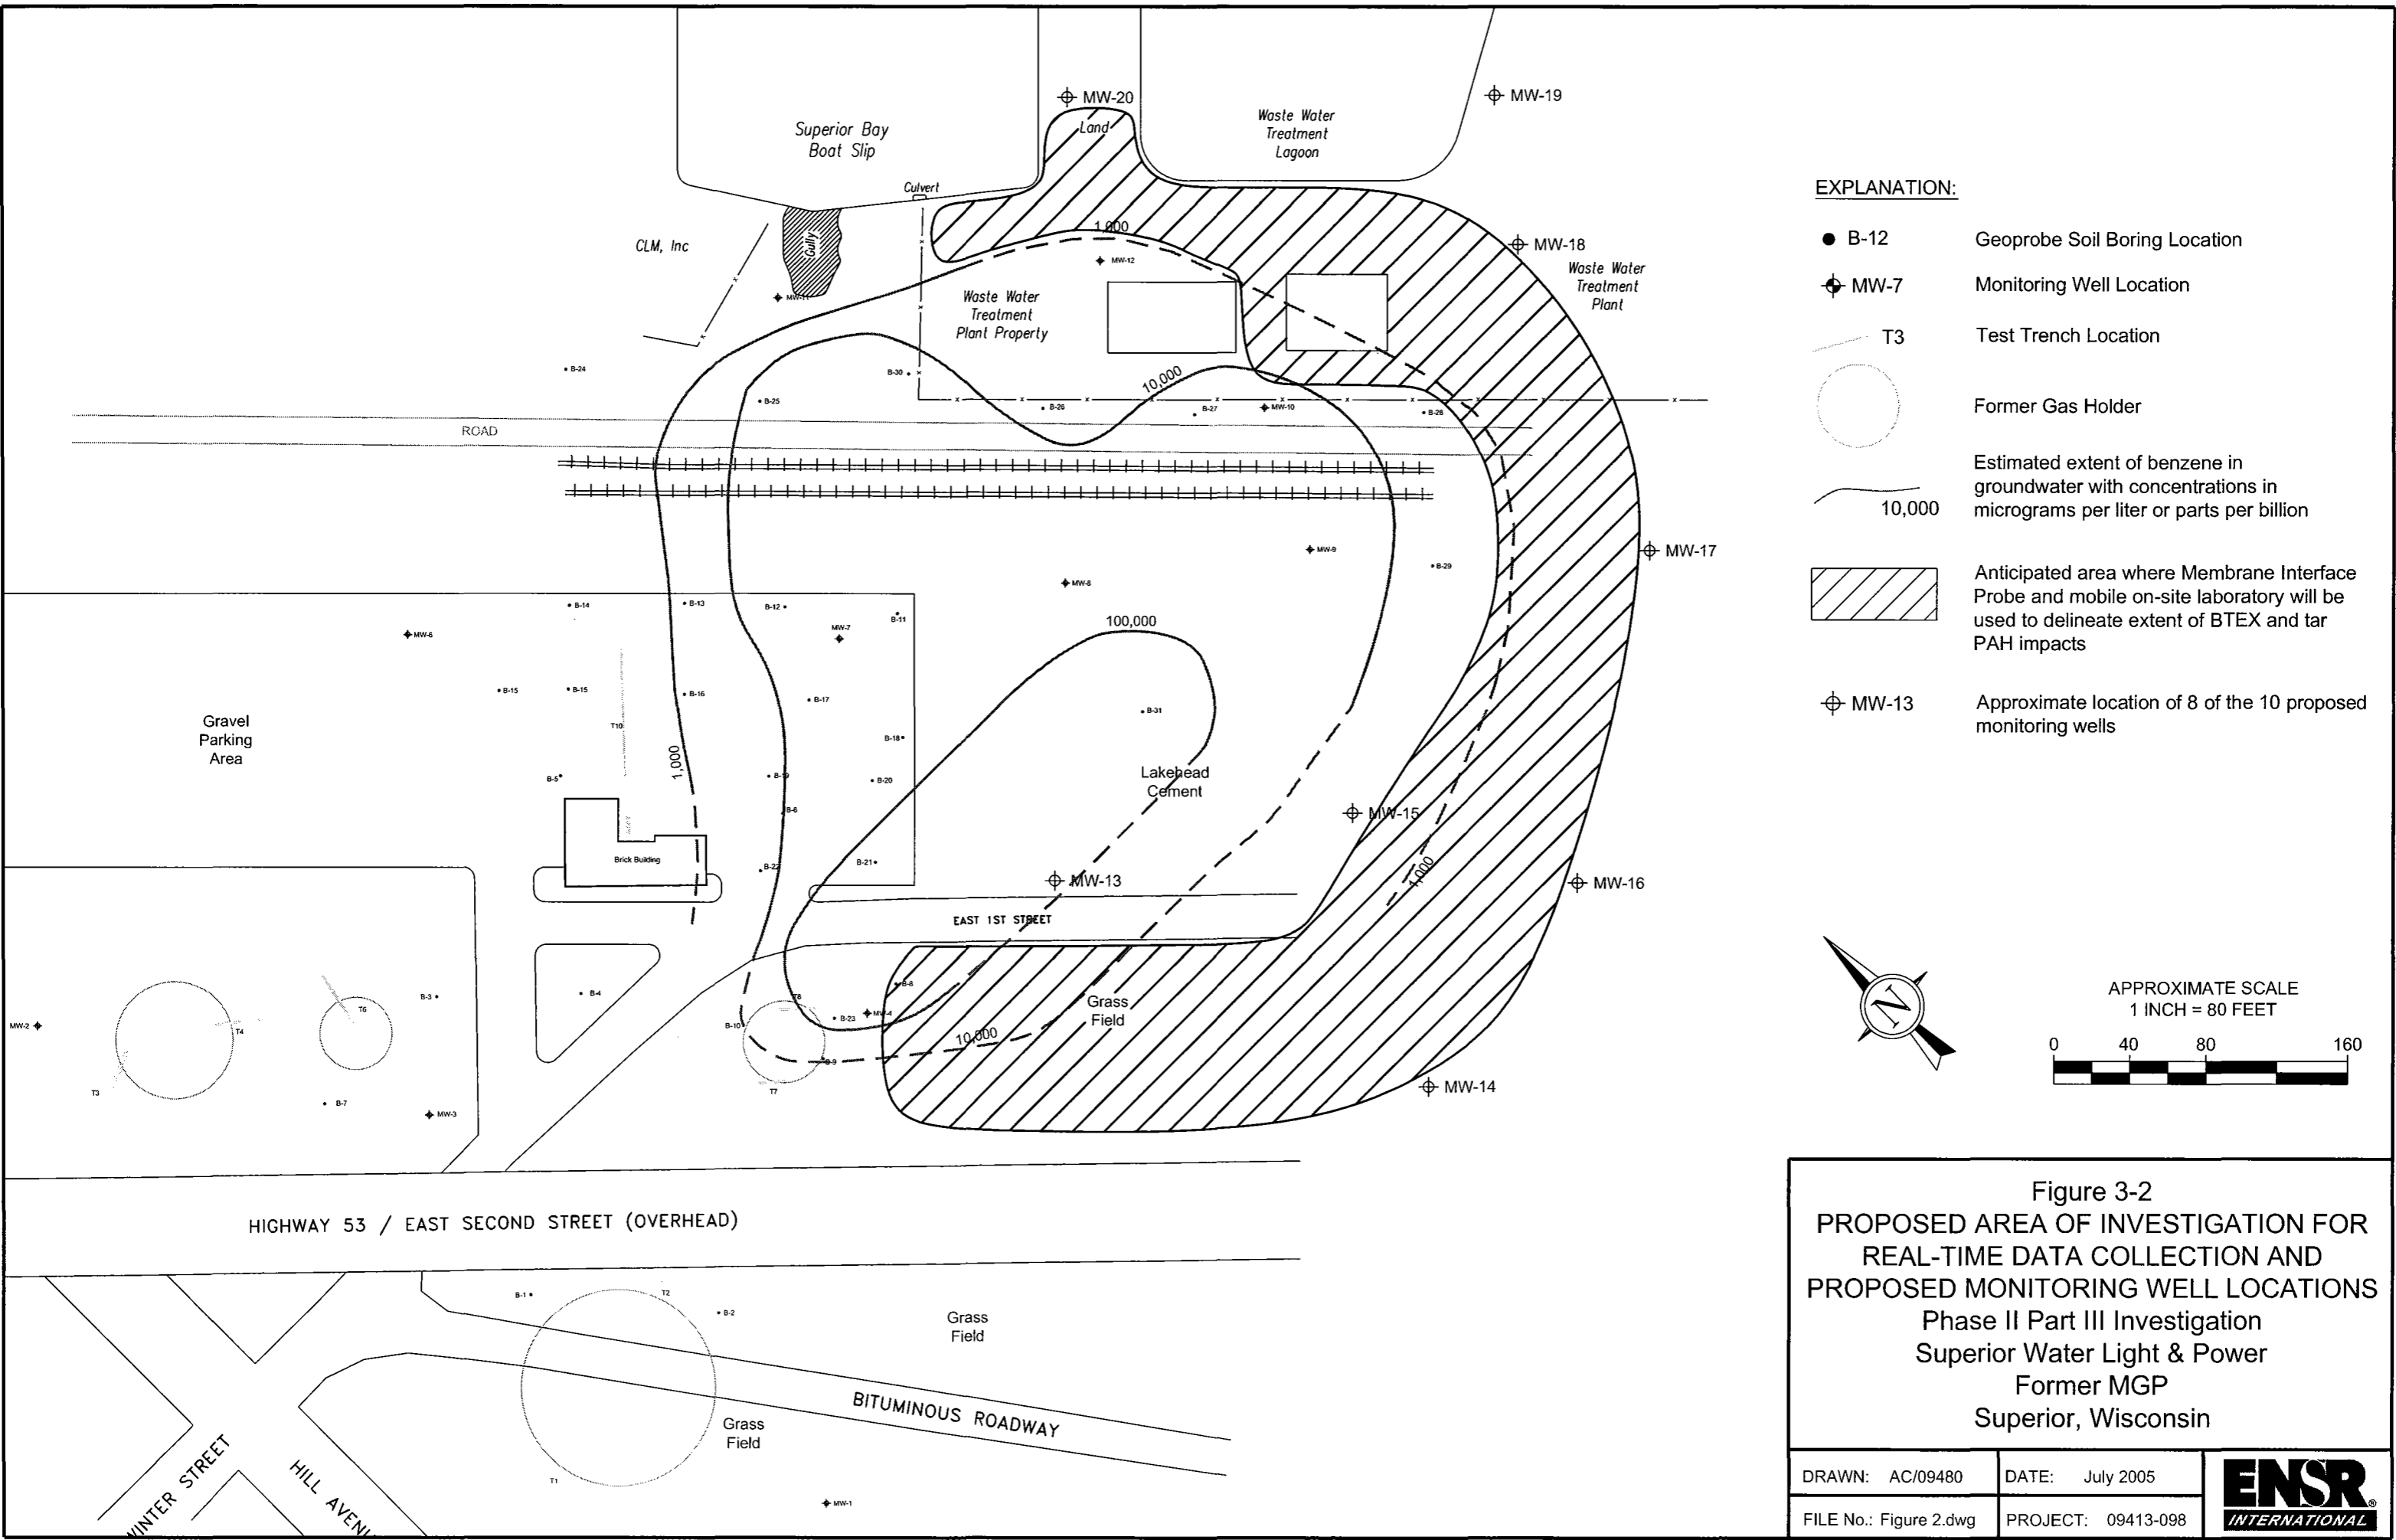 MW-20
MW-19
Land
Superior Bay
Boat Slip
Waste Water
Treatment
Lagoon
Culvert
Gully
CLM, Inc
1,000
MW-12
MW-18
Waste Water
Treatment
Plant
MW-11
Waste Water
Treatment
Plant Property
B-24
B-30
10,000
B-25
B-26
B-27
MW-10
B-28
ROAD
MW-9
MW-17
MW-8
B-29
B-14
B-13
B-12
B-11
MW-7
MW-6
100,000
B-15
B-15
B-16
B-17
B-31
Gravel
Parking
Area
T10
B-18
1,000
B-5
B-19
B-20
Lakehead
Cement
B-6
MW-15
Brick Building
B-22
B-21
MW-13
1,000
MW-16
EAST 1ST STREET
B-4
B-3
T6
T8
B-8
Grass
Field
MW-2
T4
B-10
B-23
MW-4
10,000
B-9
T3
T7
B-7
MW-3
MW-14
HIGHWAY 53 / EAST SECOND STREET (OVERHEAD)
B-1
T2
B-2
Grass
Field
BITUMINOUS ROADWAY
Grass
Field
WINTER STREET
HILL AVENU
T1
MW-1
EXPLANATION:
B-12 Geoprobe Soil Boring Location
MW-7 Monitoring Well Location
T3 Test Trench Location
Former Gas Holder
Estimated extent of benzene in
groundwater with concentrations in
10,000 micrograms per liter or parts per billion
Anticipated area where Membrane Interface
Probe and mobile on-site laboratory will be
used to delineate extent of BTEX and tar
PAH impacts
MW-13 Approximate location of 8 of the 10 proposed
monitoring wells
N
APPROXIMATE SCALE
1 INCH = 80 FEET
0 40 80 160
Figure 3-2
PROPOSED AREA OF INVESTIGATION FOR
REAL-TIME DATA COLLECTION AND
PROPOSED MONITORING WELL LOCATIONS
Phase II Part III Investigation
Superior Water Light & Power
Former MGP
Superior, Wisconsin
DRAWN: AC/09480 DATE: July 2005
FILE No.: Figure 2.dwg PROJECT: 09413-098
ENSR®
INTERNATIONAL